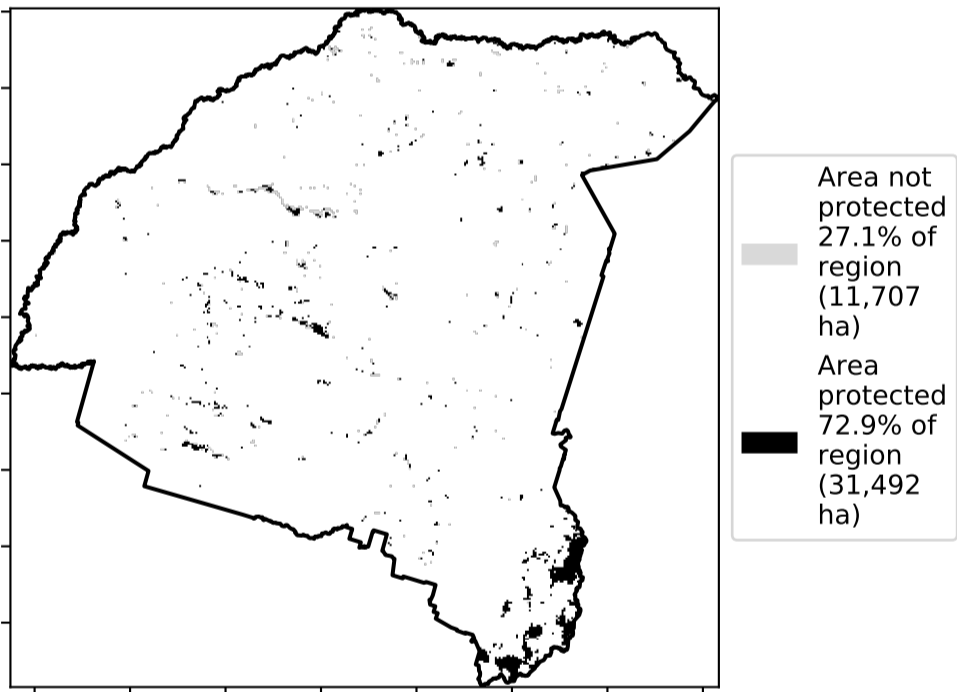 Area not
protected
27.1% of
region
(11,707
ha)
Area
protected
72.9% of
region
(31,492
ha)